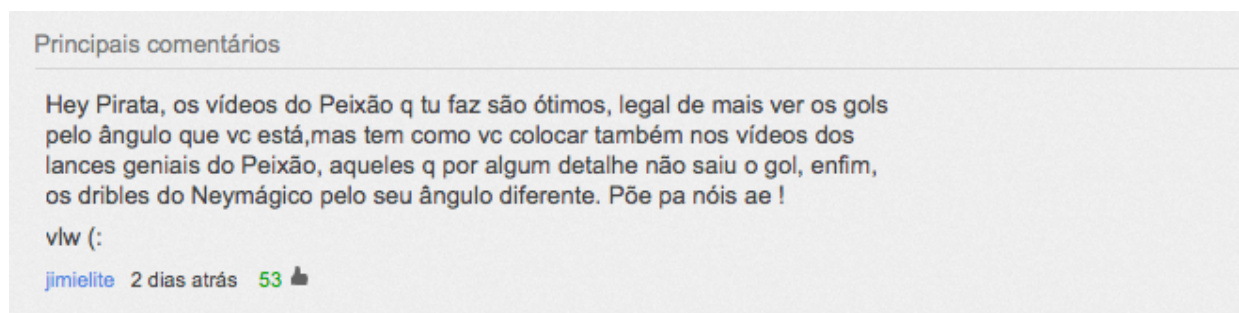 Principais comentários
Hey Pirata, os vídeos do Peixão q tu faz são ótimos, legal de mais ver os gols
pelo ângulo que vc está,mas tem como vc colocar também nos vídeos dos
lances geniais do Peixão, aqueles q por algum detalhe não saiu o gol, enfim,
os dribles do Neymágico pelo seu ângulo diferente. Põe pa nóis ae !
vlw (:
jimielite 2 dias atrás 53